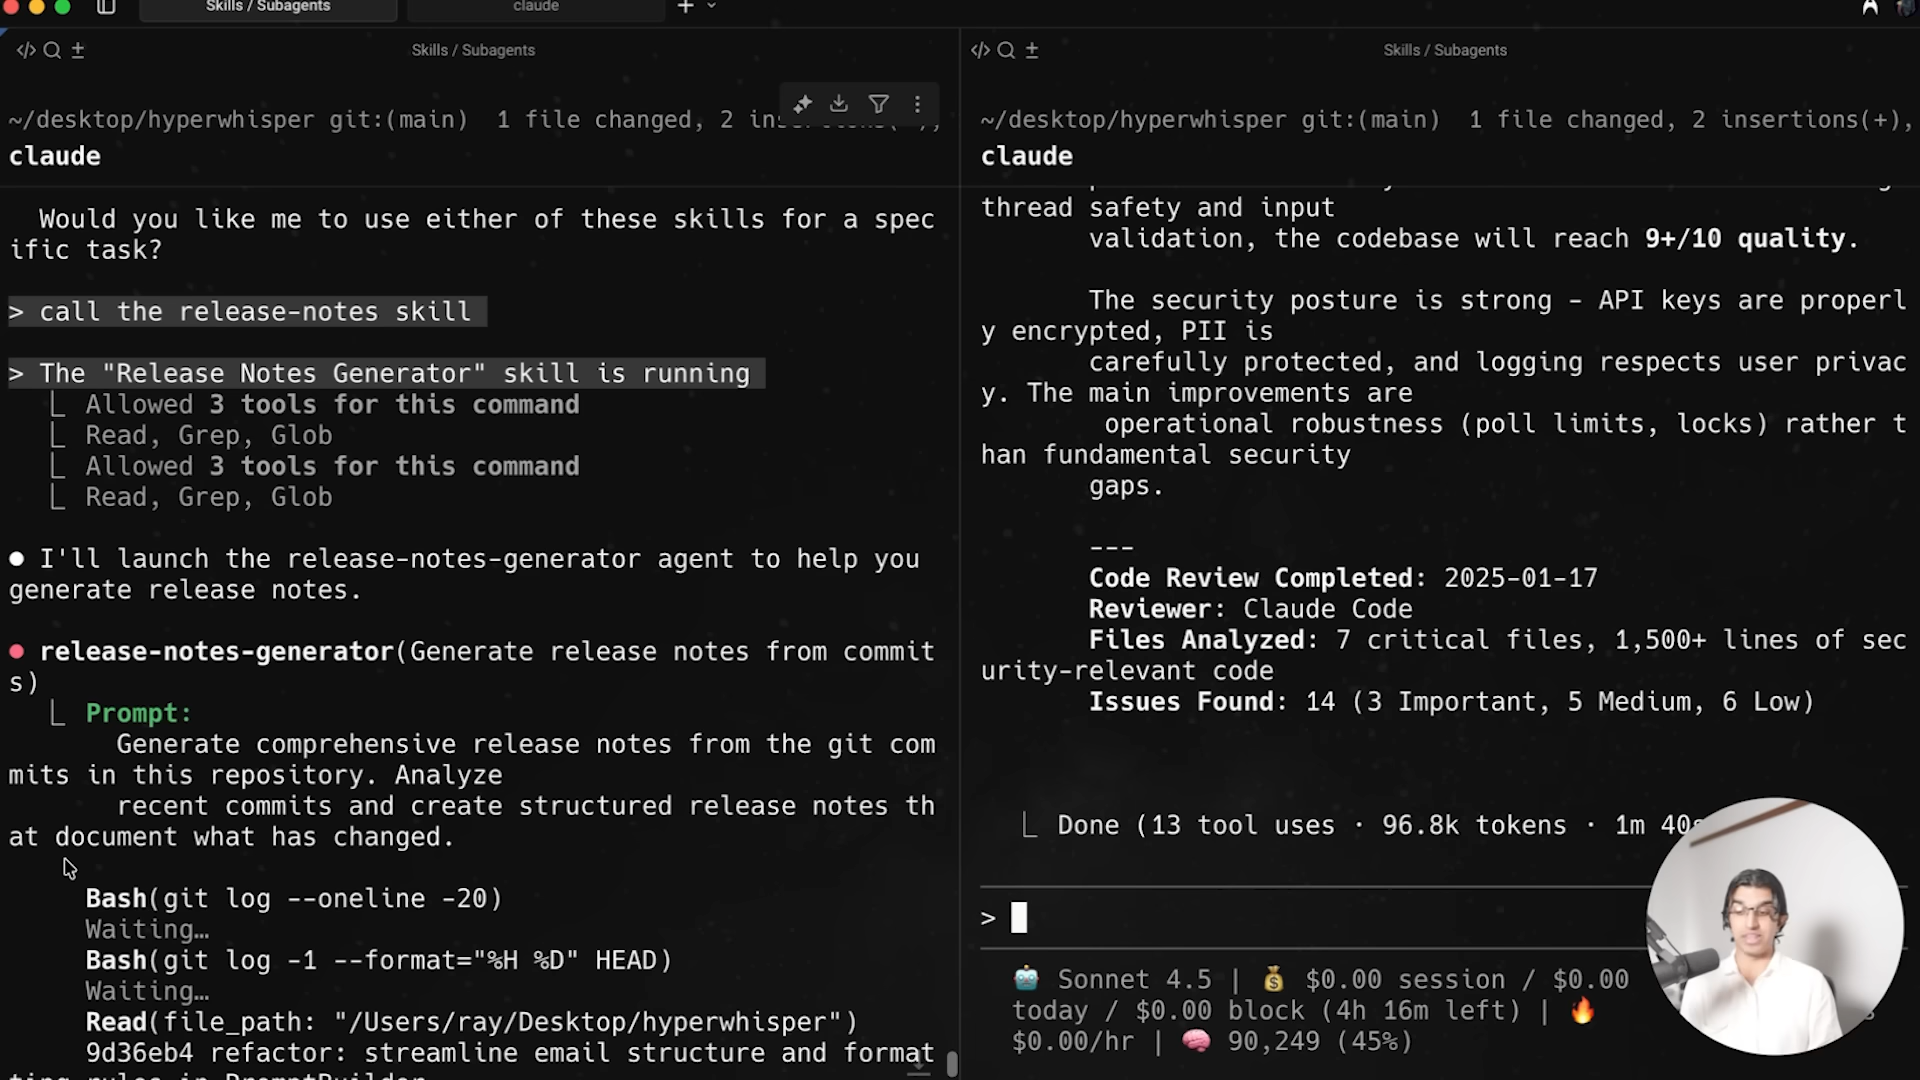 Skills / Subagents
claude
Skills / Subagents
~/desktop/hyperwhisper git:(main)  1 file changed, 2
claude
Would you like me to use either of these skills for a spec
ific task?
> call the release-notes skill
> The "Release Notes Generator" skill is running
⎿ Allowed 3 tools for this command
⎿ Read, Grep, Glob
⎿ Allowed 3 tools for this command
⎿ Read, Grep, Glob
● I'll launch the release-notes-generator agent to help you
generate release notes.
● release-notes-generator(Generate release notes from commit
s)
⎿ Prompt:
Generate comprehensive release notes from the git com
mits in this repository. Analyze
recent commits and create structured release notes th
at document what has changed.
Bash(git log --oneline -20)
Waiting…
Bash(git log -1 --format="%H %D" HEAD)
Waiting…
Read(file_path: "/Users/ray/Desktop/hyperwhisper")
9d36eb4 refactor: streamline email structure and format
ting rules in PromptBuilder
Skills / Subagents
~/desktop/hyperwhisper git:(main)  1 file changed, 2 insertions(+),
claude
thread safety and input
validation, the codebase will reach 9+/10 quality.
The security posture is strong - API keys are properl
y encrypted, PII is
carefully protected, and logging respects user privac
y. The main improvements are
operational robustness (poll limits, locks) rather t
han fundamental security
gaps.
---
Code Review Completed: 2025-01-17
Reviewer: Claude Code
Files Analyzed: 7 critical files, 1,500+ lines of sec
urity-relevant code
Issues Found: 14 (3 Important, 5 Medium, 6 Low)
⎿ Done (13 tool uses · 96.8k tokens · 1m 40s
>
🤖 Sonnet 4.5 | 💰 $0.00 session / $0.00
today / $0.00 block (4h 16m left) | 🔥
$0.00/hr | 🧠 90,249 (45%)